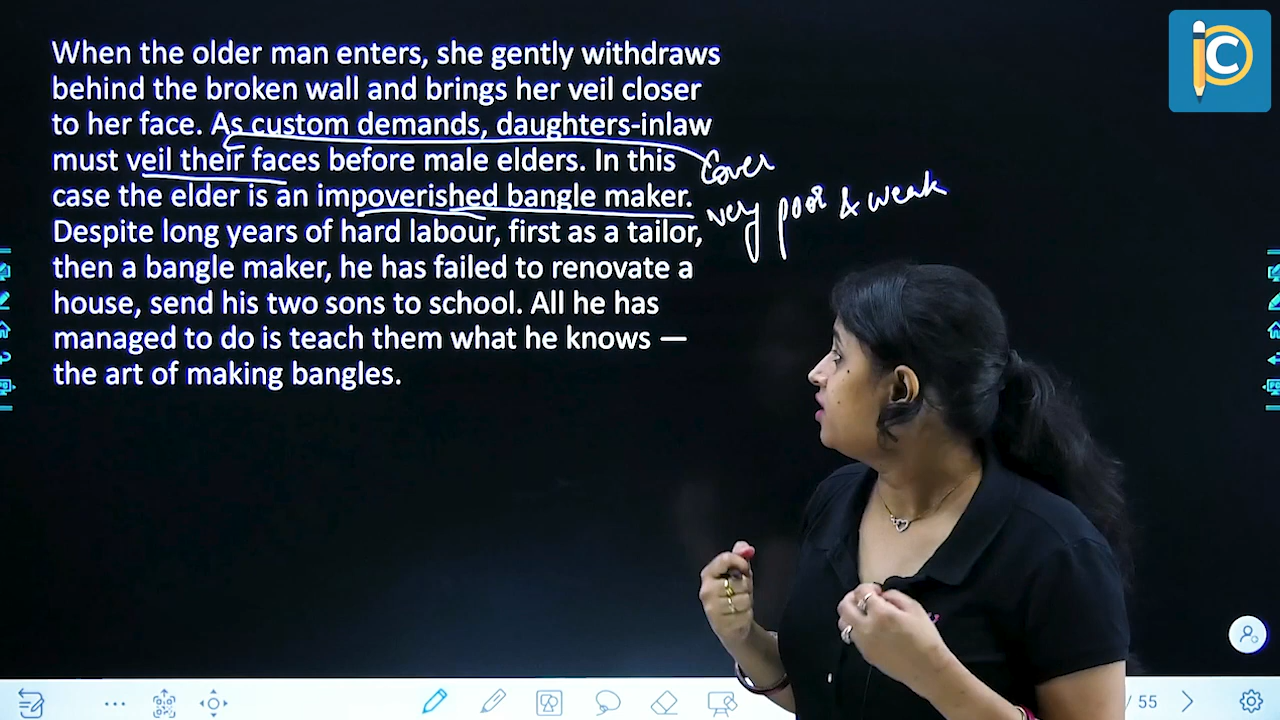 When the older man enters, she gently withdraws
behind the broken wall and brings her veil closer
to her face. As custom demands, daughters-inlaw
must veil their faces before male elders. In this
cover
case the elder is an impoverished bangle maker.
very poor & weak
Despite long years of hard labour, first as a tailor,
then a bangle maker, he has failed to renovate a
house, send his two sons to school. All he has
managed to do is teach them what he knows —
the art of making bangles.
/ 55